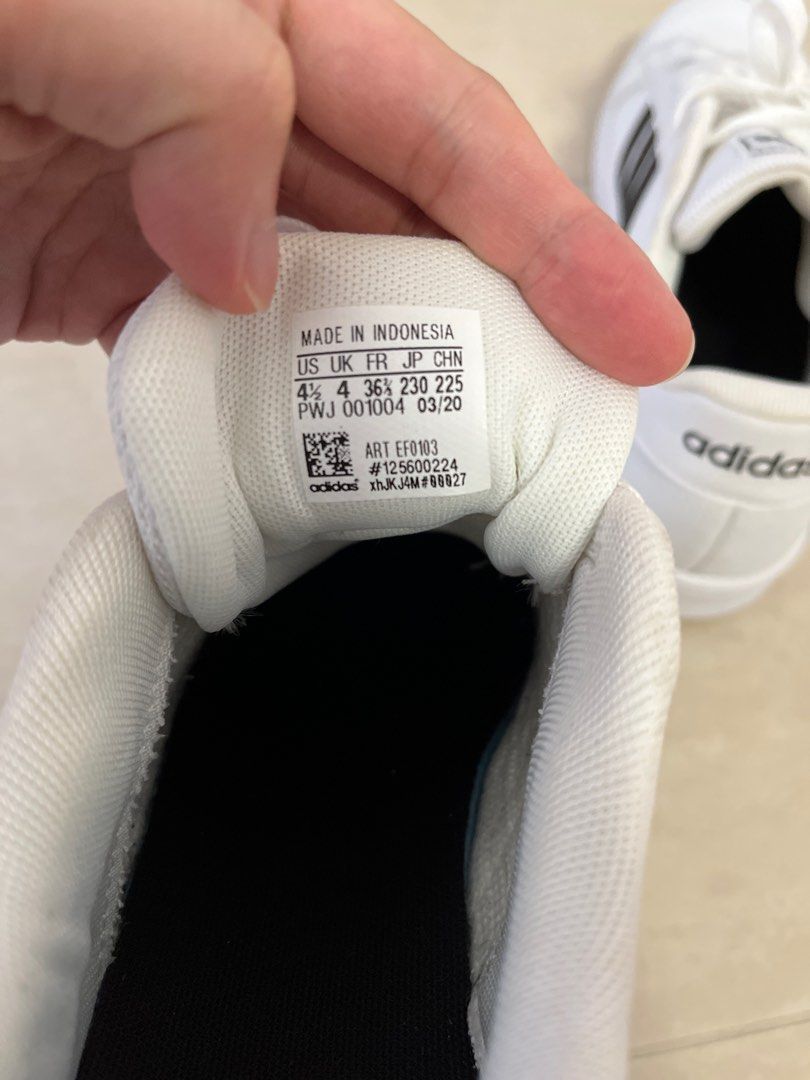 MADE IN INDONESIA
US UK FR JP CHN
4½ 4 36⅔ 230 225
PWJ 001004 03/20
ART EF0103
#125600224
adidas xhJKJ4M#00027
adidas